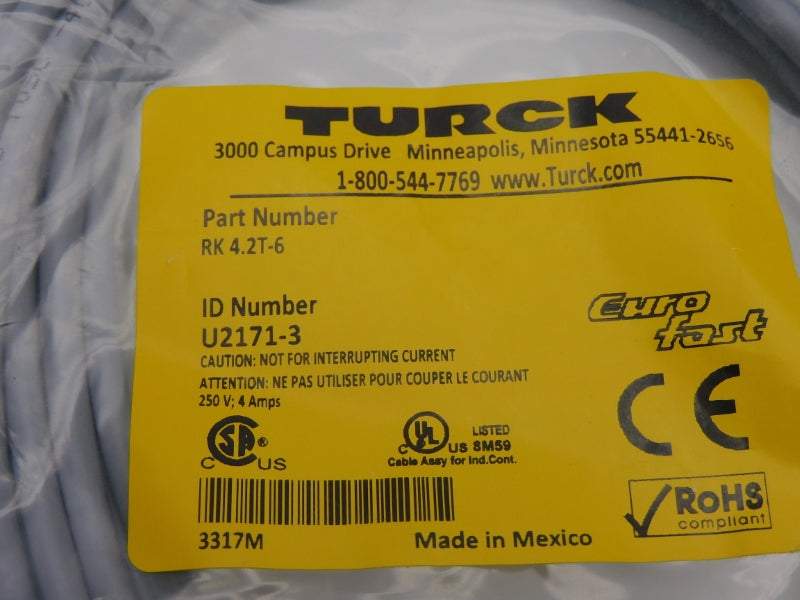 TURCK
3000 Campus Drive Minneapolis, Minnesota 55441-2656
1-800-544-7769 www.Turck.com
Part Number
RK 4.2T-6
ID Number
U2171-3
Euro
fast
CAUTION: NOT FOR INTERRUPTING CURRENT
ATTENTION: NE PAS UTILISER POUR COUPER LE COURANT
250 V; 4 Amps
CE
C SA ® US
C UL US LISTED 8M59
Cable Assy for Ind.Cont.
RoHS
compliant
3317M
Made in Mexico